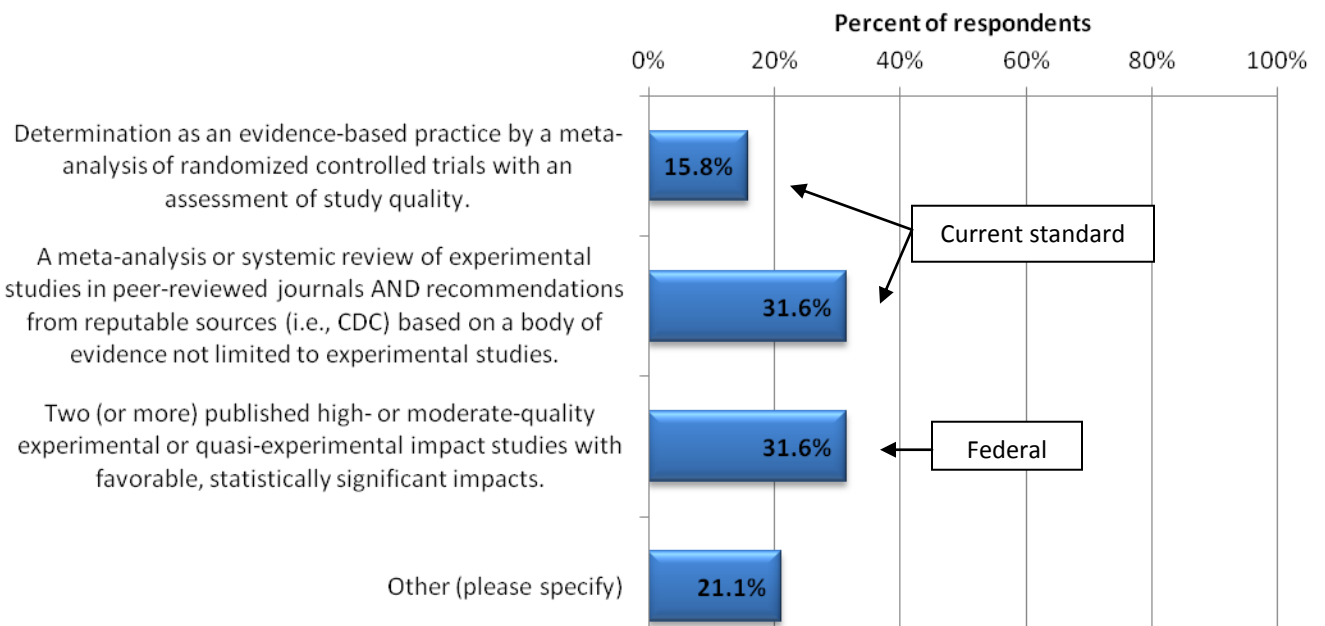 Percent of respondents
0% 20% 40% 60% 80% 100%
Determination as an evidence-based practice by a meta-
analysis of randomized controlled trials with an
assessment of study quality.
15.8%
Current standard
A meta-analysis or systemic review of experimental
studies in peer-reviewed journals AND recommendations
from reputable sources (i.e., CDC) based on a body of
evidence not limited to experimental studies.
31.6%
Two (or more) published high- or moderate-quality
experimental or quasi-experimental impact studies with
favorable, statistically significant impacts.
31.6%
Federal
Other (please specify)
21.1%